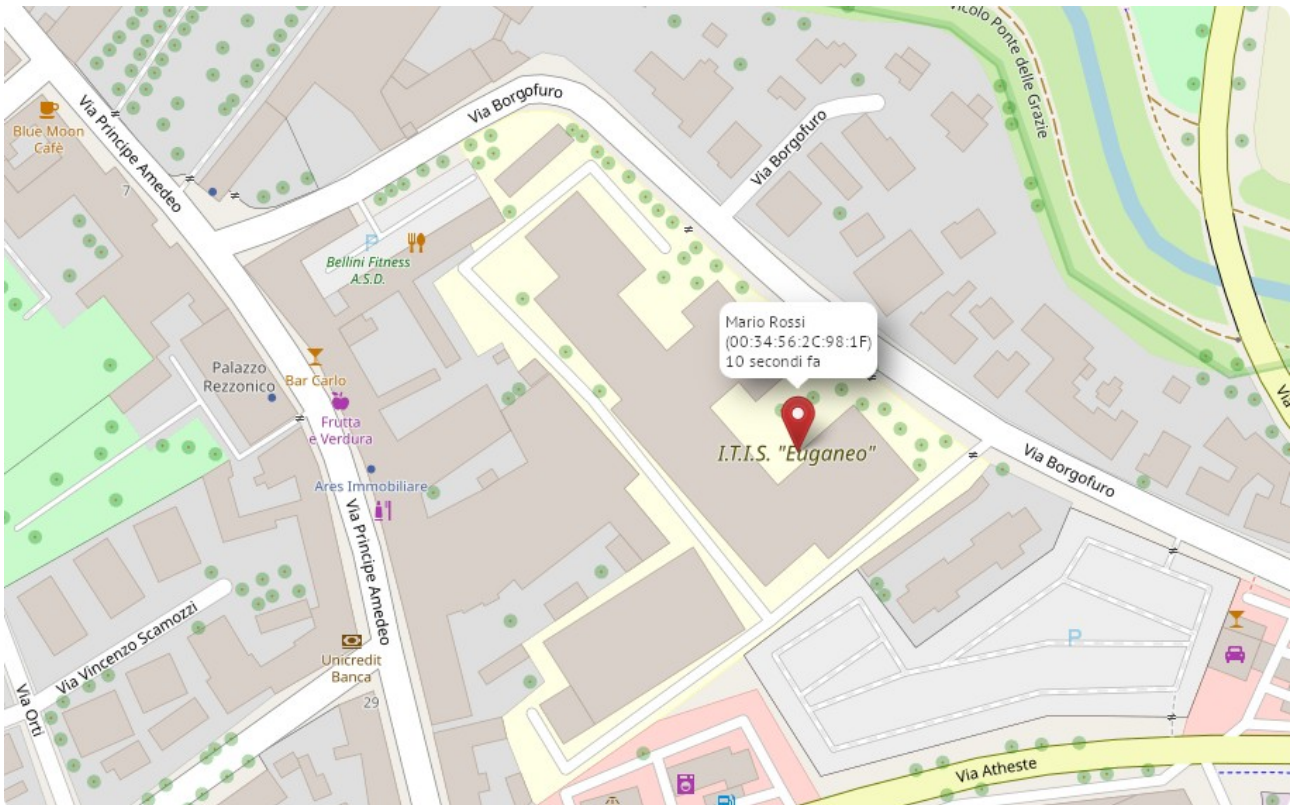 Vicolo Ponte delle Grazie
Via Borgofuro
Via Principe Amedeo
Blue Moon
Cafè
7
Via Borgofuro
P
Bellini Fitness
A.S.D.
Mario Rossi
(00:34:56:2C:98:1F)
10 secondi fa
Palazzo
Rezzonico
Bar Carlo
Frutta
e Verdura
I.T.I.S. "Euganeo"
Via Borgofuro
Ares Immobiliare
Via Principe Amedeo
Via Vincenzo Scamozzi
Unicredit
Banca
29
Via Orti
P
Via Atheste
Via